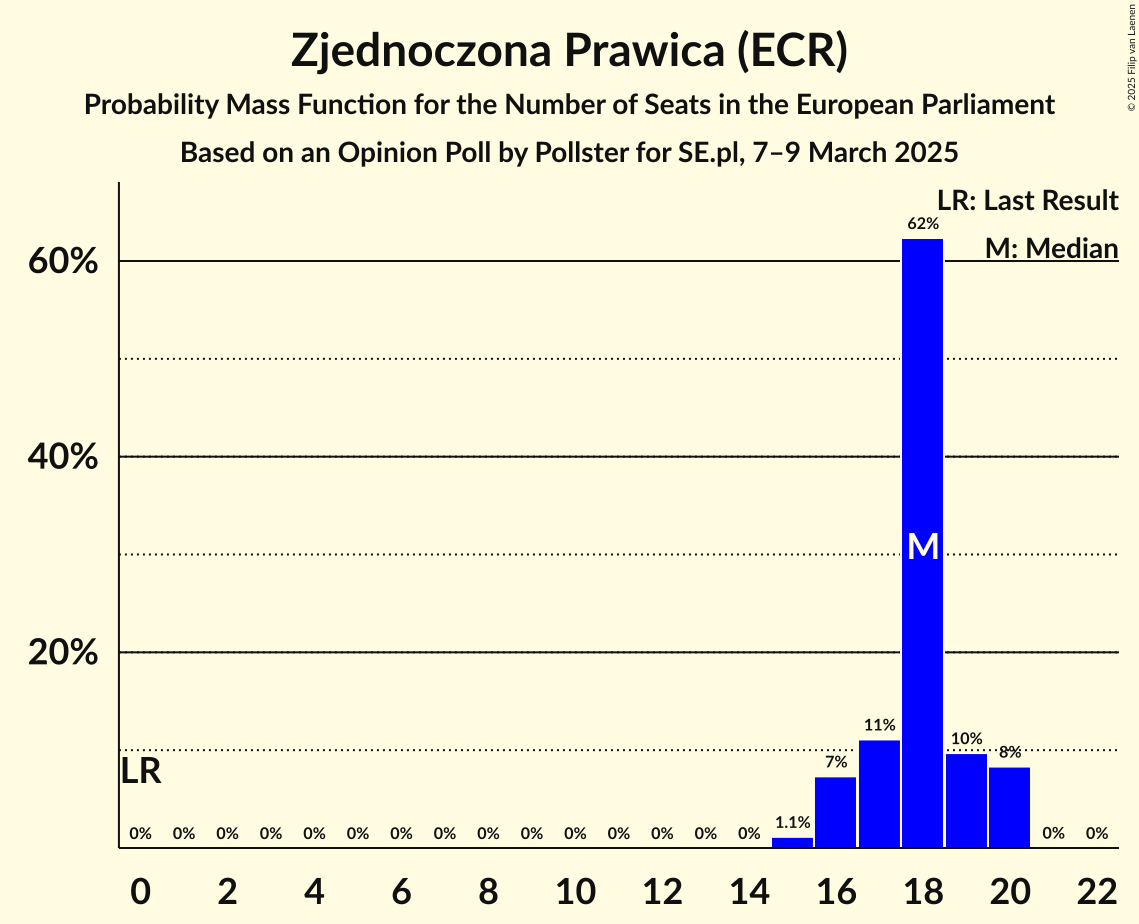 Zjednoczona Prawica (ECR)
Probability Mass Function for the Number of Seats in the European Parliament
Based on an Opinion Poll by Pollster for SE.pl, 7–9 March 2025
© 2025 Filip van Laenen
LR: Last Result
M: Median
62%
60%
40%
M
20%
11%
10%
8%
7%
LR
1.1%
0% 0% 0% 0% 0% 0% 0% 0% 0% 0% 0% 0% 0% 0% 0% 0% 0%
0 2 4 6 8 10 12 14 16 18 20 22